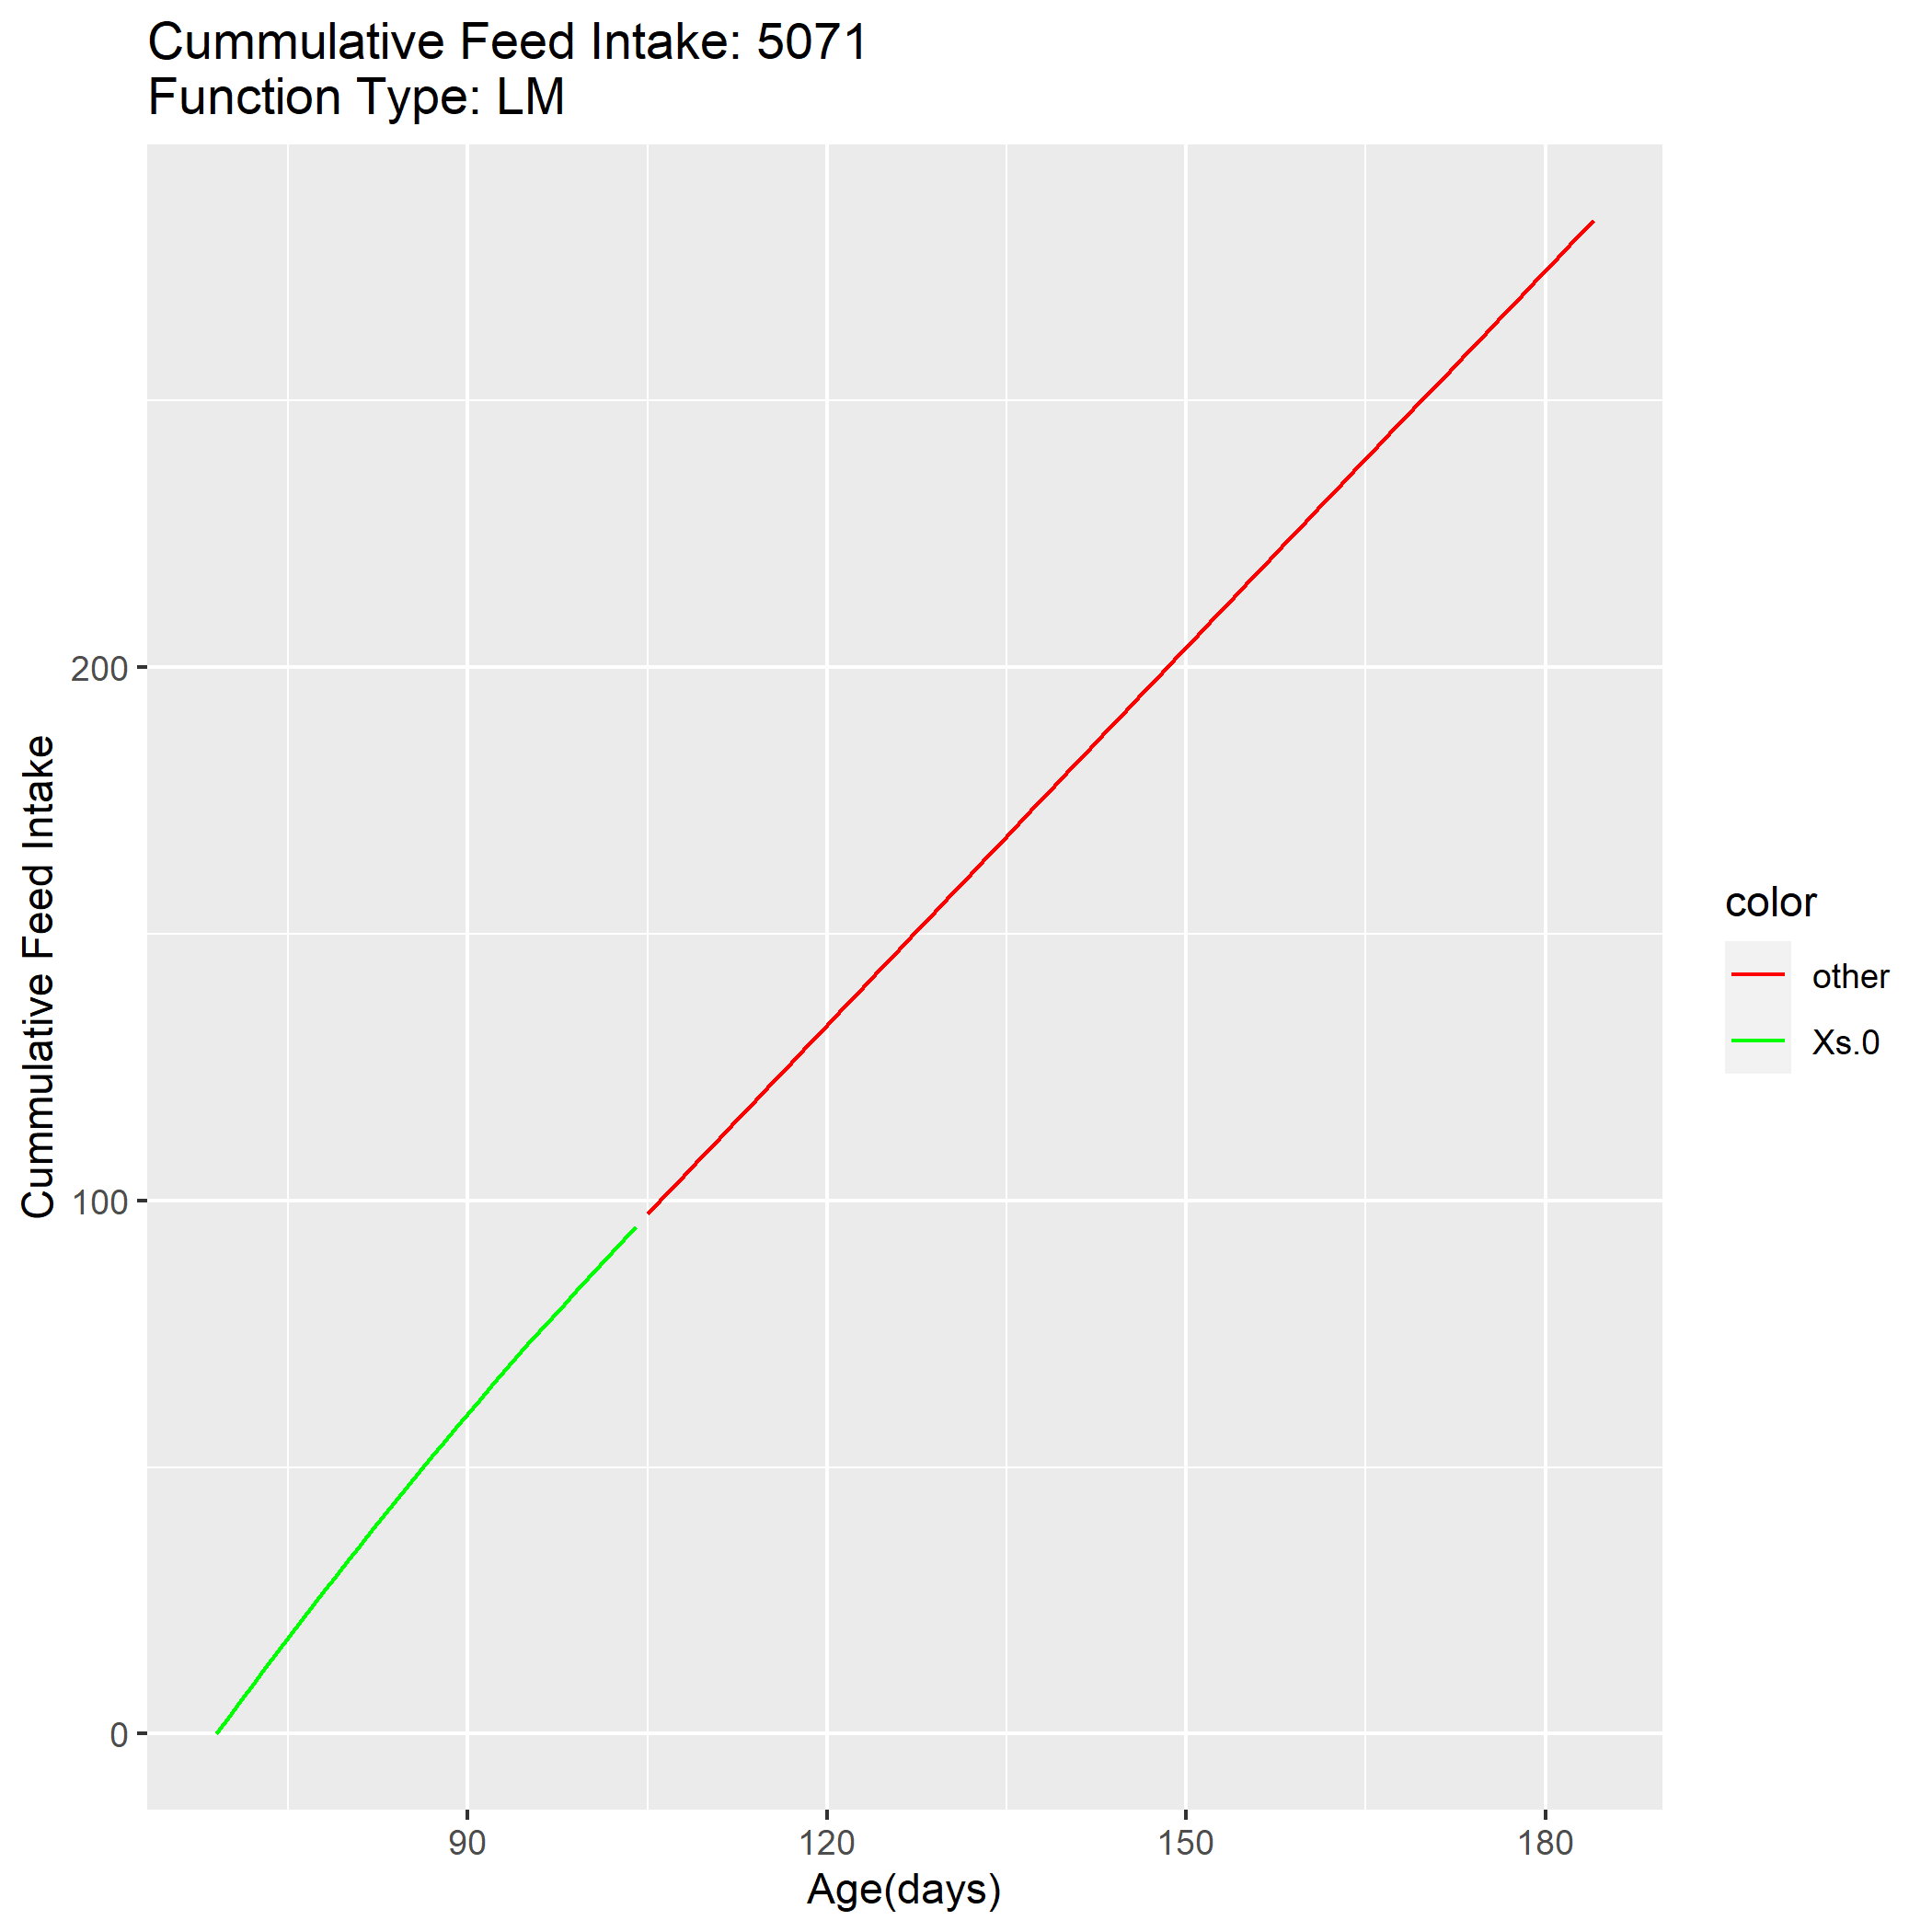 Cummulative Feed Intake: 5071
Function Type: LM
Cummulative Feed Intake
200
100
0
90
120
150
180
Age(days)
color
other
Xs.0